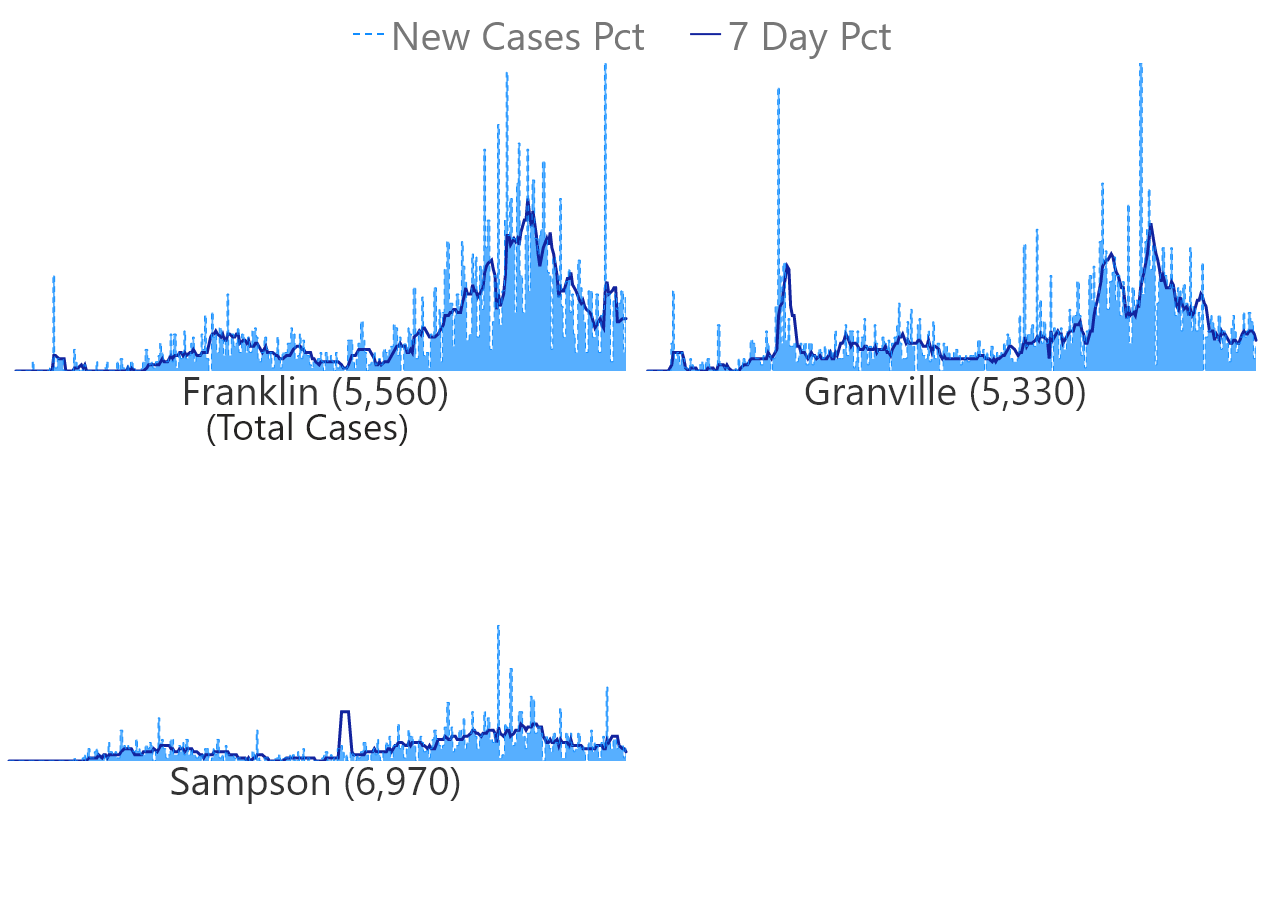 New Cases Pct 7 Day Pct
Franklin (5,560)
(Total Cases)
Granville (5,330)
Sampson (6,970)